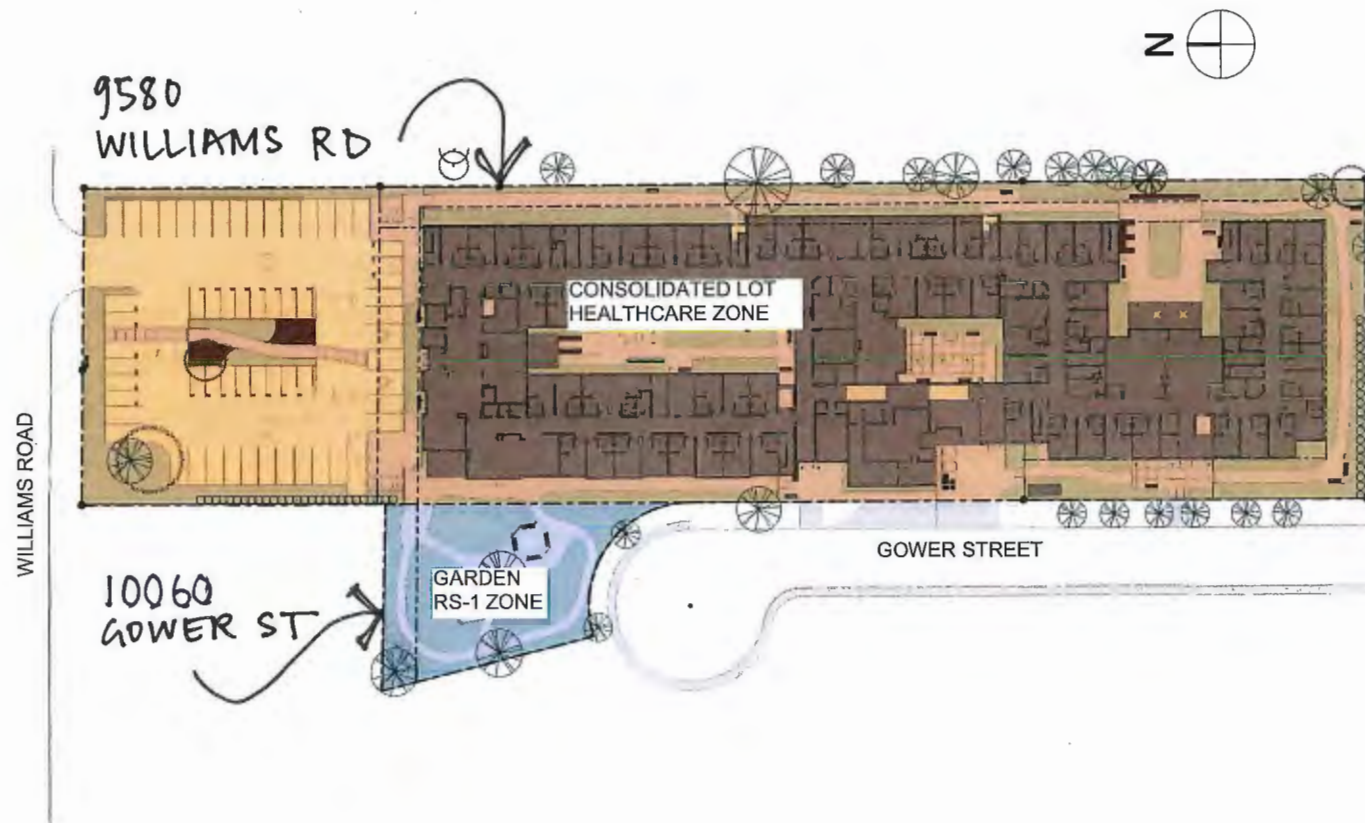 N
9580
WILLIAMS RD
CONSOLIDATED LOT
HEALTHCARE ZONE
WILLIAMS ROAD
GOWER STREET
GARDEN
RS-1 ZONE
10060
GOWER ST